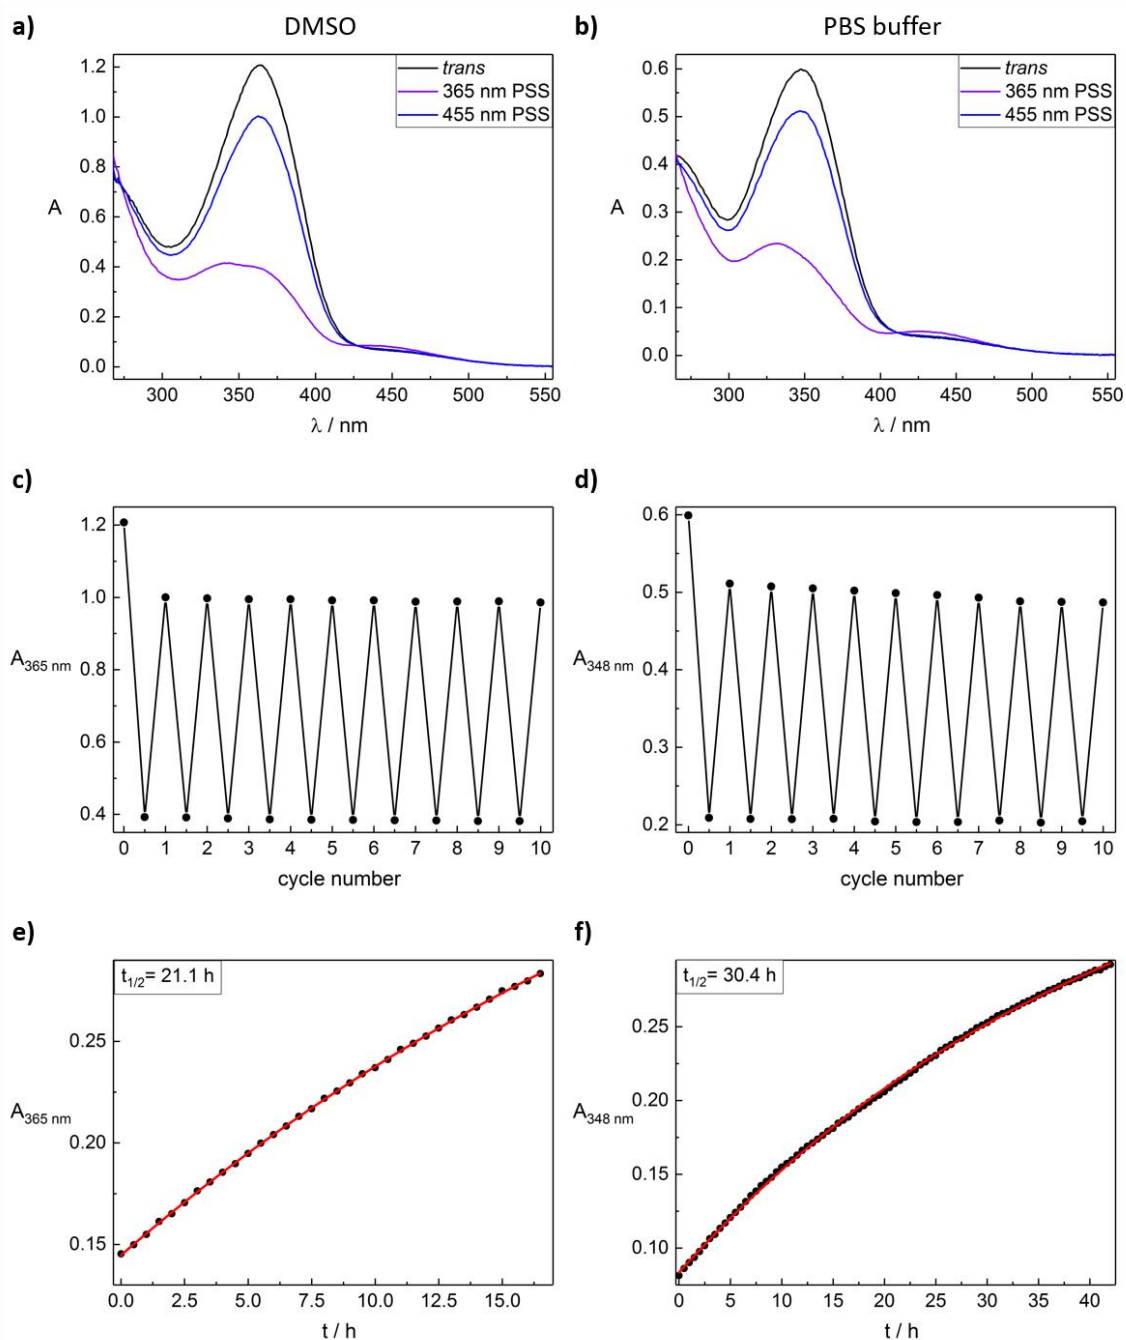 a)
DMSO
trans
365 nm PSS
455 nm PSS
1.2
1.0
0.8
0.6
0.4
0.2
0.0
A
300 350 400 450 500 550
λ / nm
b)
PBS buffer
trans
365 nm PSS
455 nm PSS
0.6
0.5
0.4
0.3
0.2
0.1
0.0
A
300 350 400 450 500 550
λ / nm
c)
1.2
1.0
0.8
0.6
0.4
A365 nm
0 1 2 3 4 5 6 7 8 9 10
cycle number
d)
0.6
0.5
0.4
0.3
0.2
A348 nm
0 1 2 3 4 5 6 7 8 9 10
cycle number
e)
t1/2= 21.1 h
0.25
0.20
0.15
A365 nm
0.0 2.5 5.0 7.5 10.0 12.5 15.0
t / h
f)
t1/2= 30.4 h
0.25
0.20
0.15
0.10
A348 nm
0 5 10 15 20 25 30 35 40
t / h